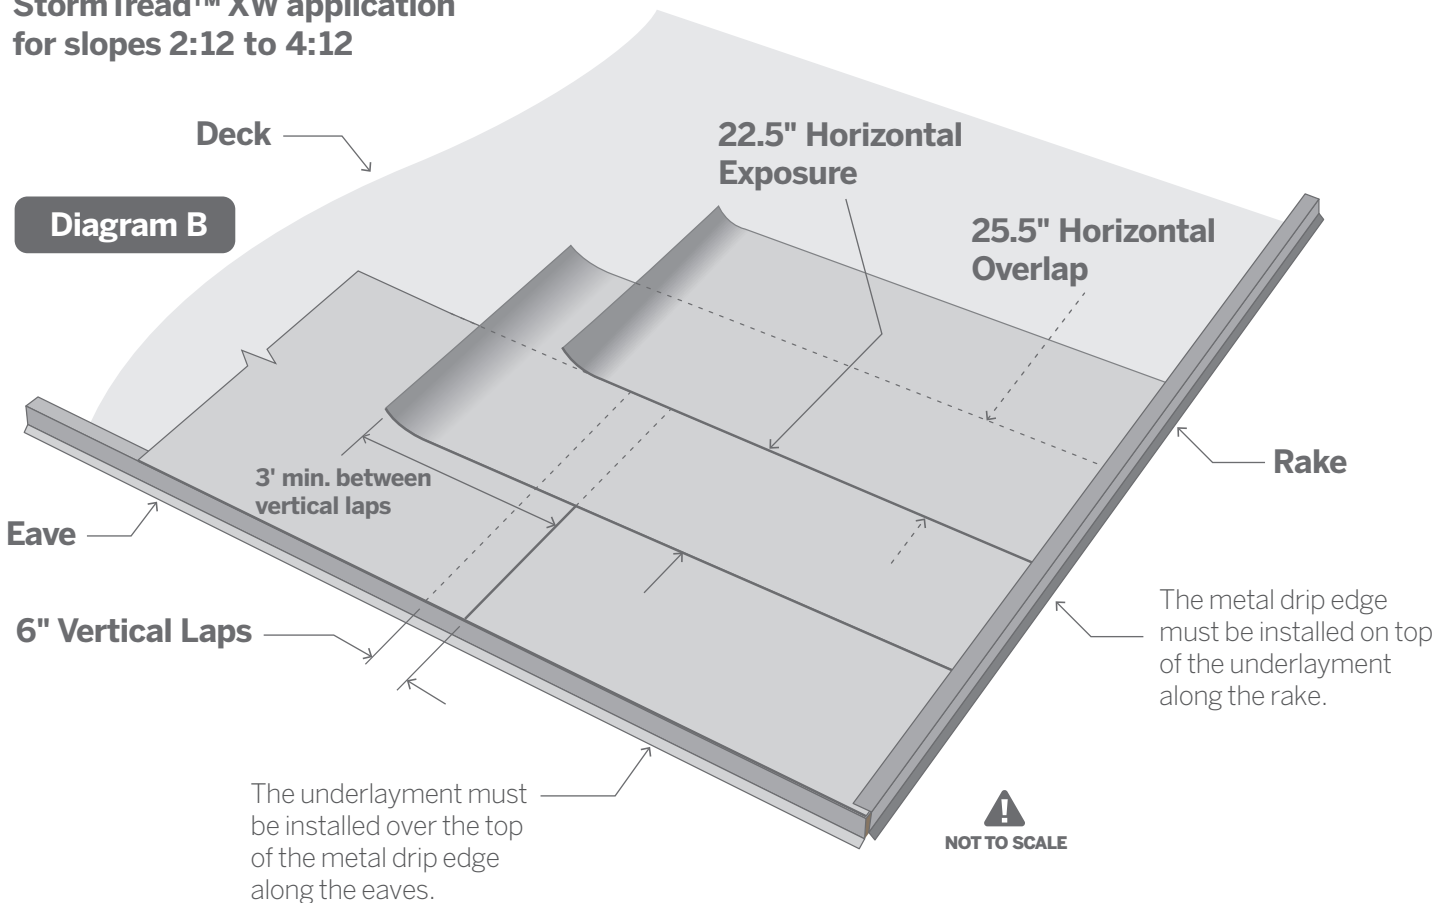 StormTread™ XW application
for slopes 2:12 to 4:12
Deck
Diagram B
22.5" Horizontal
Exposure
25.5" Horizontal
Overlap
3' min. between
vertical laps
Rake
Eave
6" Vertical Laps
The metal drip edge
must be installed on top
of the underlayment
along the rake.
The underlayment must
be installed over the top
of the metal drip edge
along the eaves.
!
NOT TO SCALE